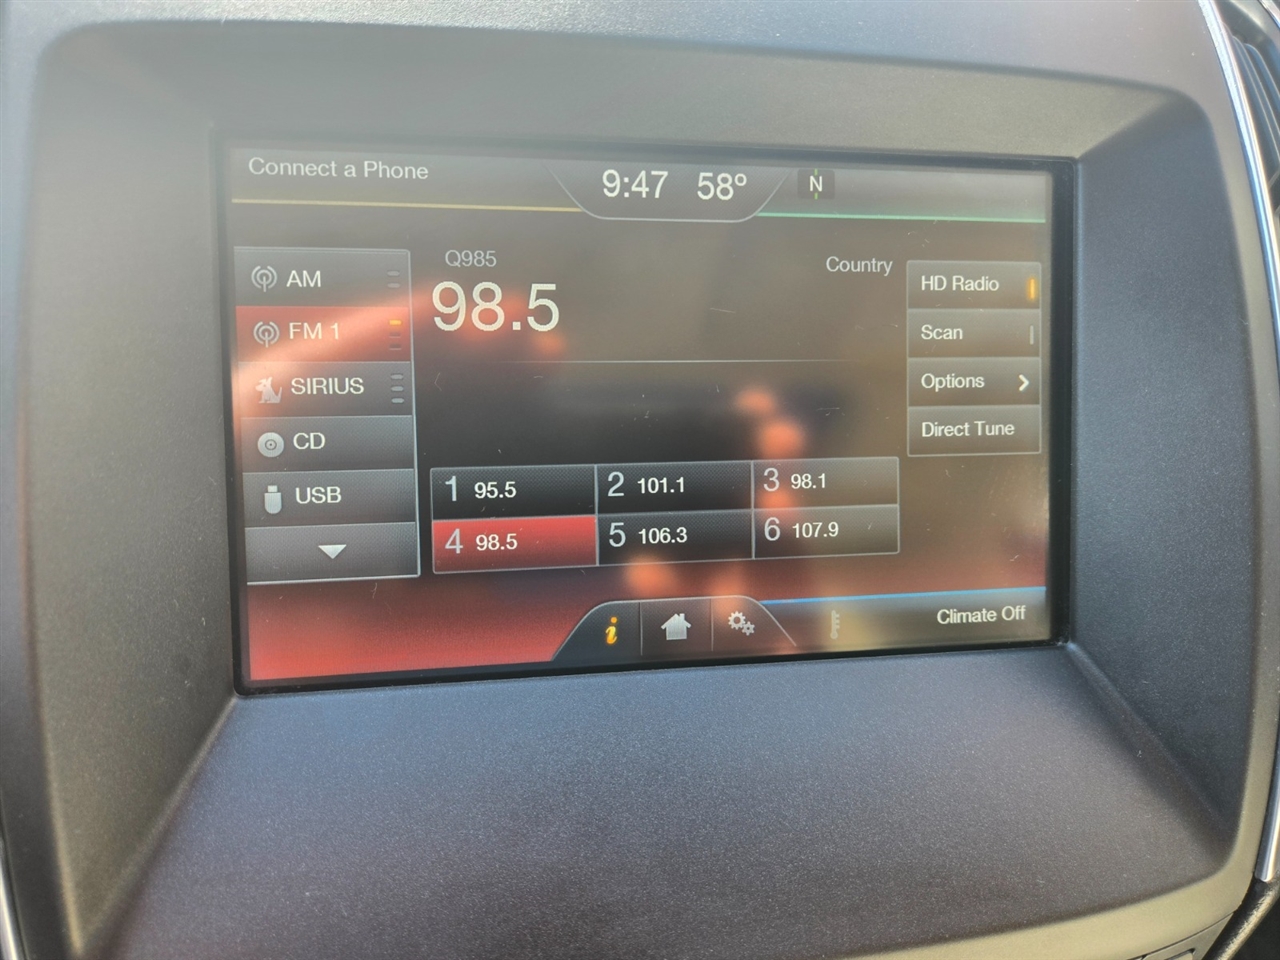 Connect a Phone
9:47 58º N
AM
FM 1
SIRIUS
CD
USB
Q985
98.5
Country
HD Radio
Scan
Options
Direct Tune
1 95.5
2 101.1
3 98.1
4 98.5
5 106.3
6 107.9
i
Climate Off